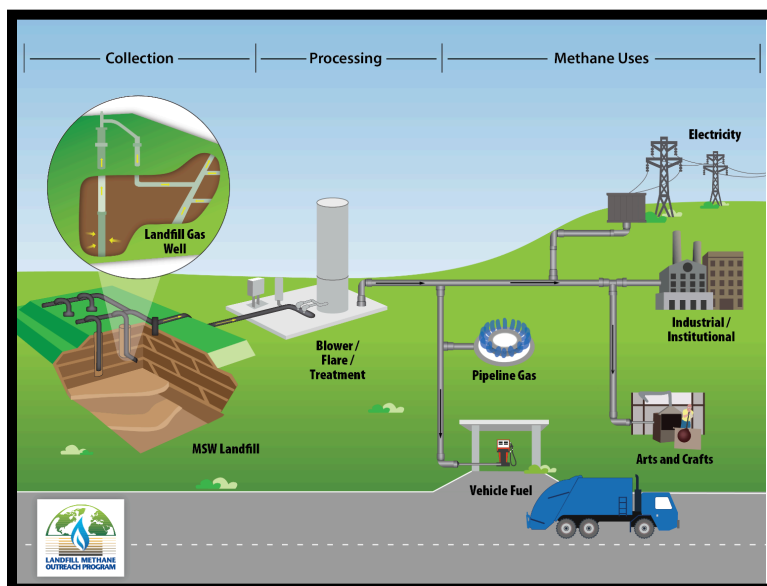 Collection
Processing
Methane Uses
Electricity
Landfill Gas
Well
Industrial /
Institutional
Blower /
Flare /
Treatment
Pipeline Gas
MSW Landfill
Arts and Crafts
Vehicle Fuel
LANDFILL METHANE
OUTREACH PROGRAM